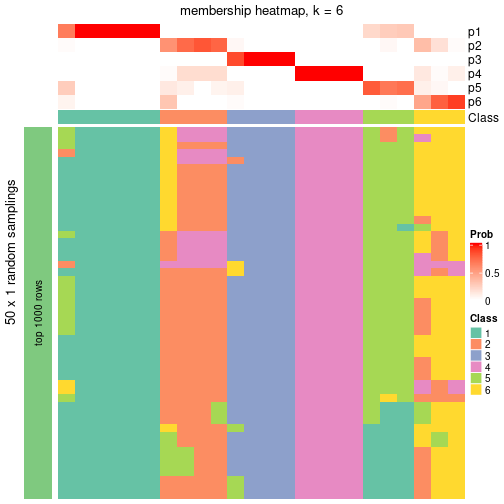 membership heatmap, k = 6
p1
p2
p3
p4
p5
p6
Class
50 x 1 random samplings
top 1000 rows
Prob
1
0.5
0
Class
1
2
3
4
5
6